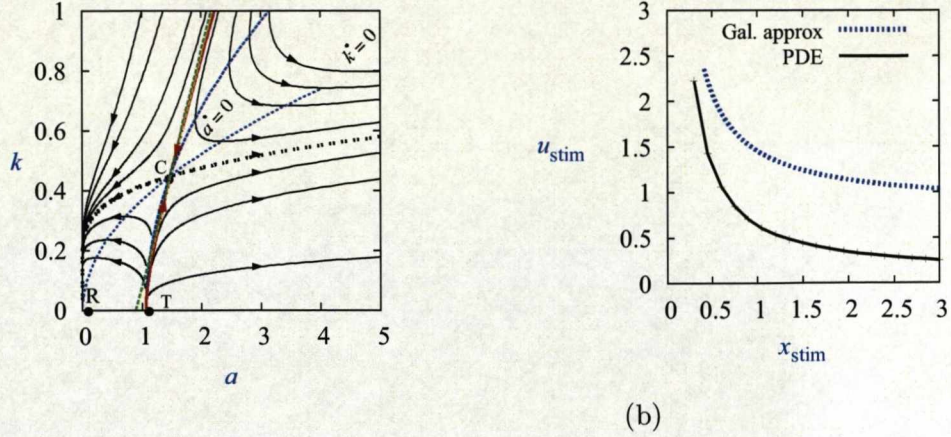 1
0.8
0.6
0.4
0.2
0
k
ȧ=0
k̇=0
C
R
T
0 1 2 3 4 5
a
3
2.5
2
1.5
1
0.5
0
u_stim
Gal. approx
PDE
0 0.5 1 1.5 2 2.5 3
x_stim
(b)